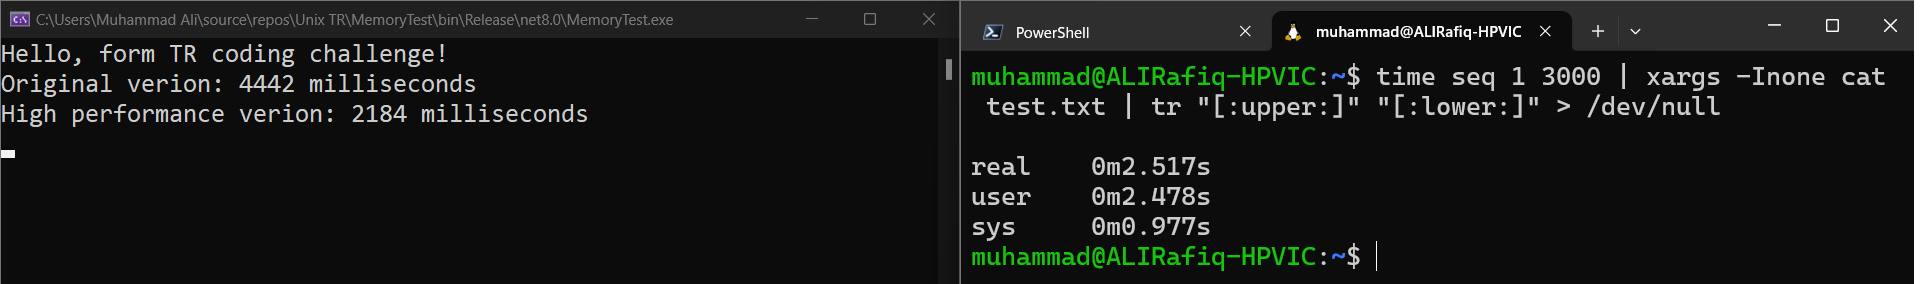 C:\Users\Muhammad Ali\source\repos\Unix TR\MemoryTest\bin\Release\net8.0\MemoryTest.exe
Hello, form TR coding challenge!
Original verion: 4442 milliseconds
High performance verion: 2184 milliseconds
PowerShell
muhammad@ALIRafiq-HPVIC
muhammad@ALIRafiq-HPVIC:~$ time seq 1 3000 | xargs -Inone cat
test.txt | tr "[:upper:]" "[:lower:]" > /dev/null
real 0m2.517s
user 0m2.478s
sys 0m0.977s
muhammad@ALIRafiq-HPVIC:~$